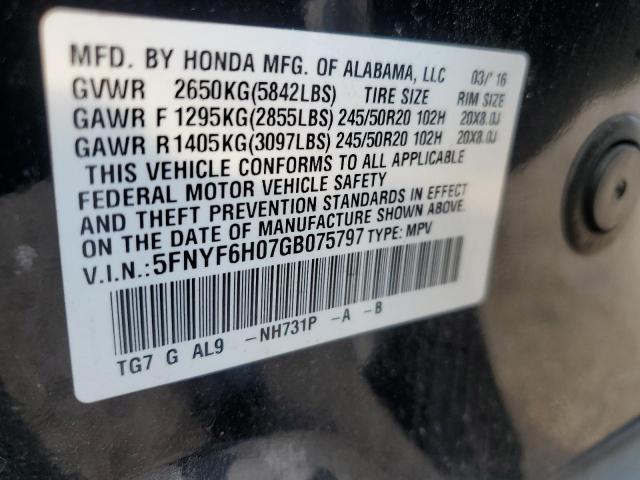 MFD. BY HONDA MFG. OF ALABAMA, LLC 03/'16
GVWR 2650KG(5842LBS) TIRE SIZE RIM SIZE
GAWR F 1295KG(2855LBS) 245/50R20 102H 20X8.0J
GAWR R 1405KG(3097LBS) 245/50R20 102H 20X8.0J
THIS VEHICLE CONFORMS TO ALL APPLICABLE
FEDERAL MOTOR VEHICLE SAFETY
AND THEFT PREVENTION STANDARDS IN EFFECT
ON THE DATE OF MANUFACTURE SHOWN ABOVE.
V.I.N.: 5FNYF6H07GB075797 TYPE: MPV
TG7 G AL9 -NH731P -A -B